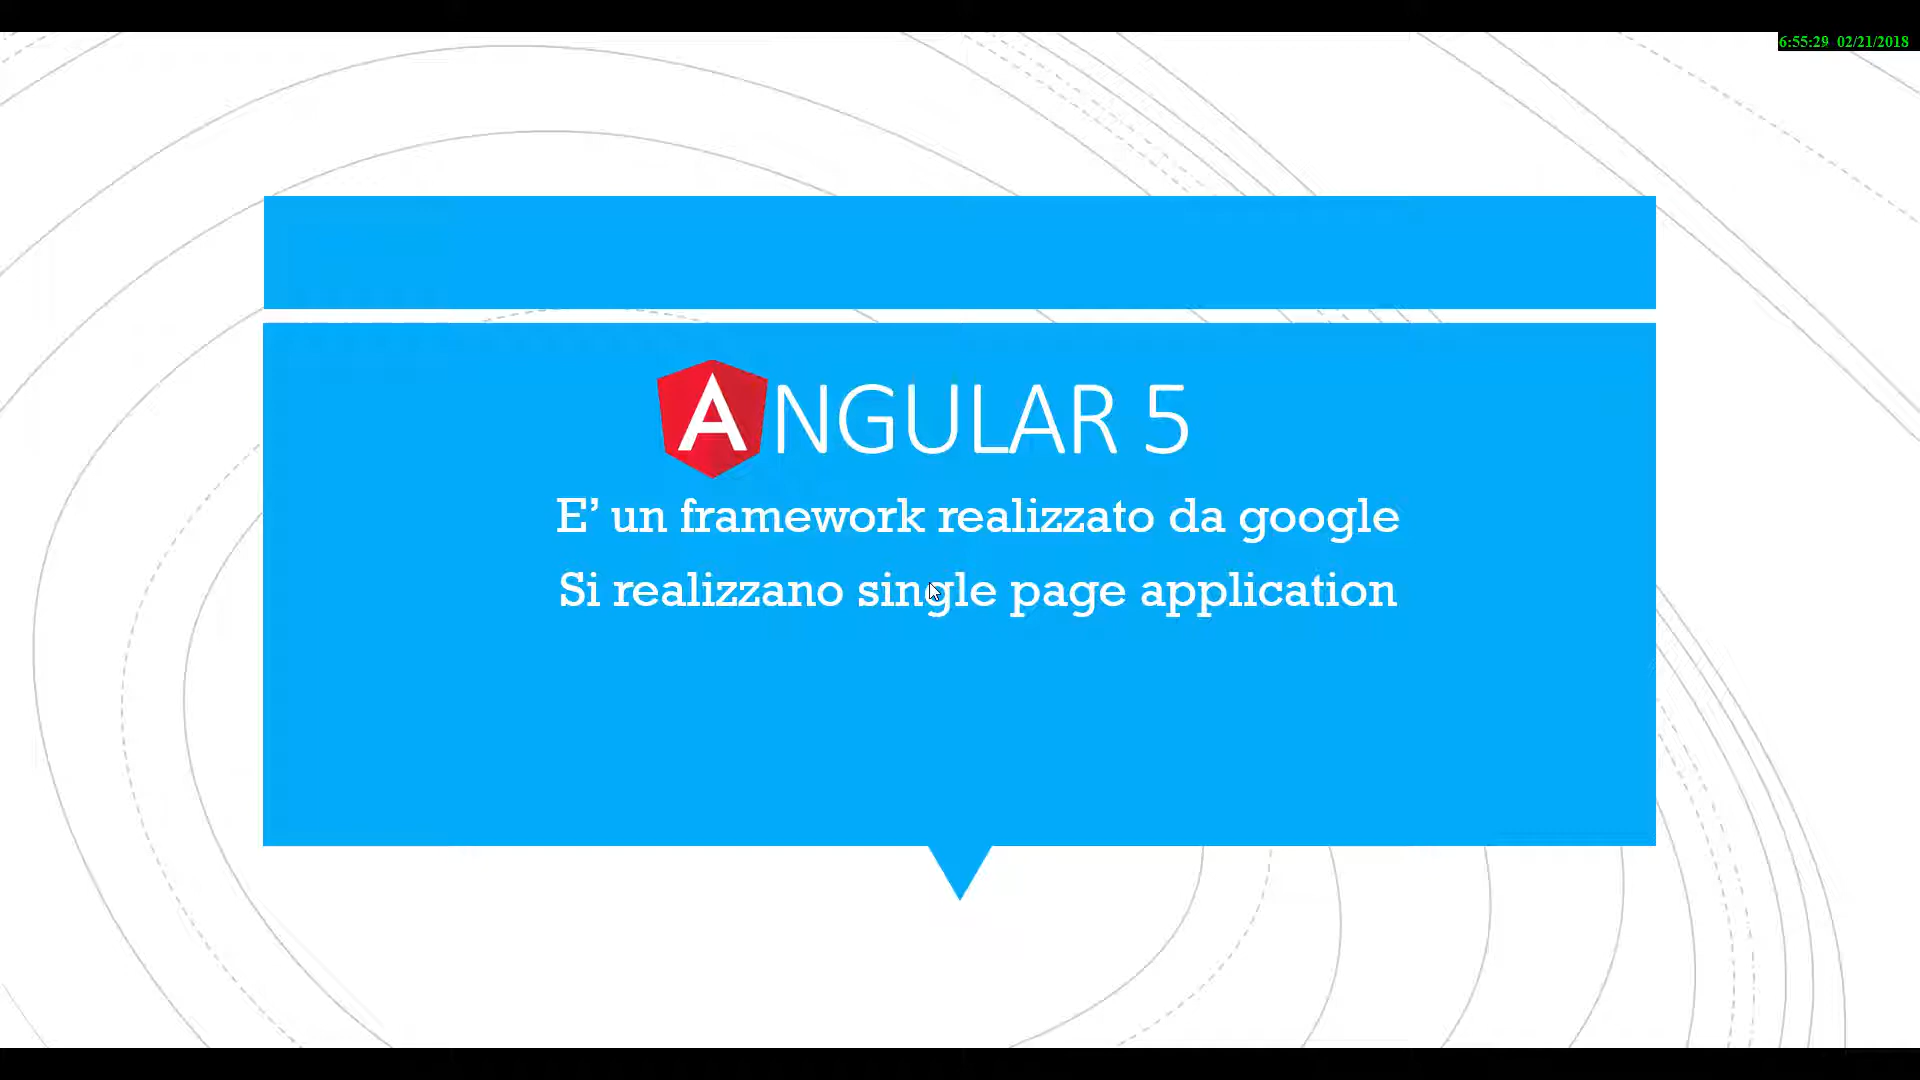 6:55:29 02/21/2018
ANGULAR 5
E’ un framework realizzato da google
Si realizzano single page application